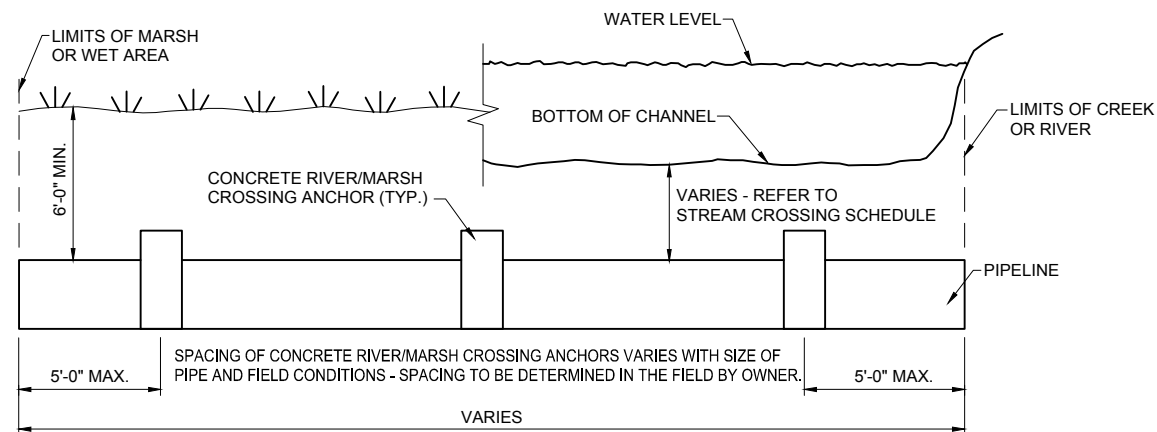 WATER LEVEL
LIMITS OF MARSH
OR WET AREA
BOTTOM OF CHANNEL
LIMITS OF CREEK
OR RIVER
6'-0" MIN.
CONCRETE RIVER/MARSH
CROSSING ANCHOR (TYP.)
VARIES - REFER TO
STREAM CROSSING SCHEDULE
PIPELINE
SPACING OF CONCRETE RIVER/MARSH CROSSING ANCHORS VARIES WITH SIZE OF
PIPE AND FIELD CONDITIONS - SPACING TO BE DETERMINED IN THE FIELD BY OWNER.
5'-0" MAX.
5'-0" MAX.
VARIES